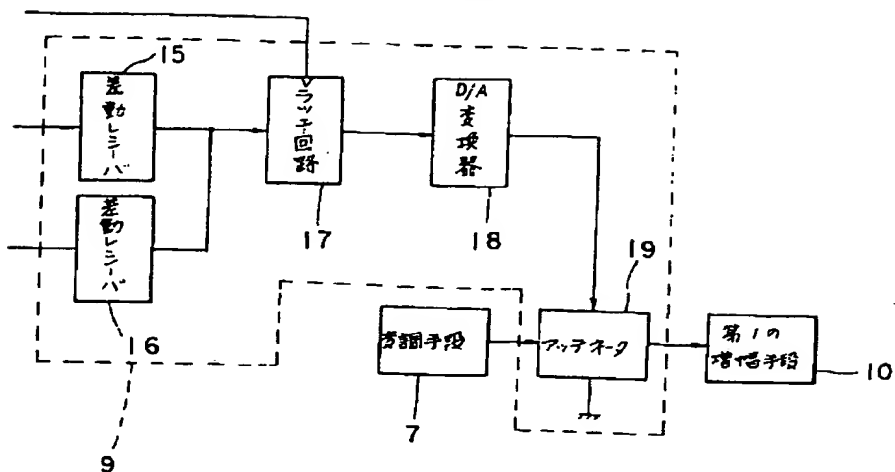 15
差動レシーバ
差動レシーバ
16
9
ラッチ回路
17
D/A
変換器
18
19
アッテネータ
変調手段
7
第1の
増幅手段
10